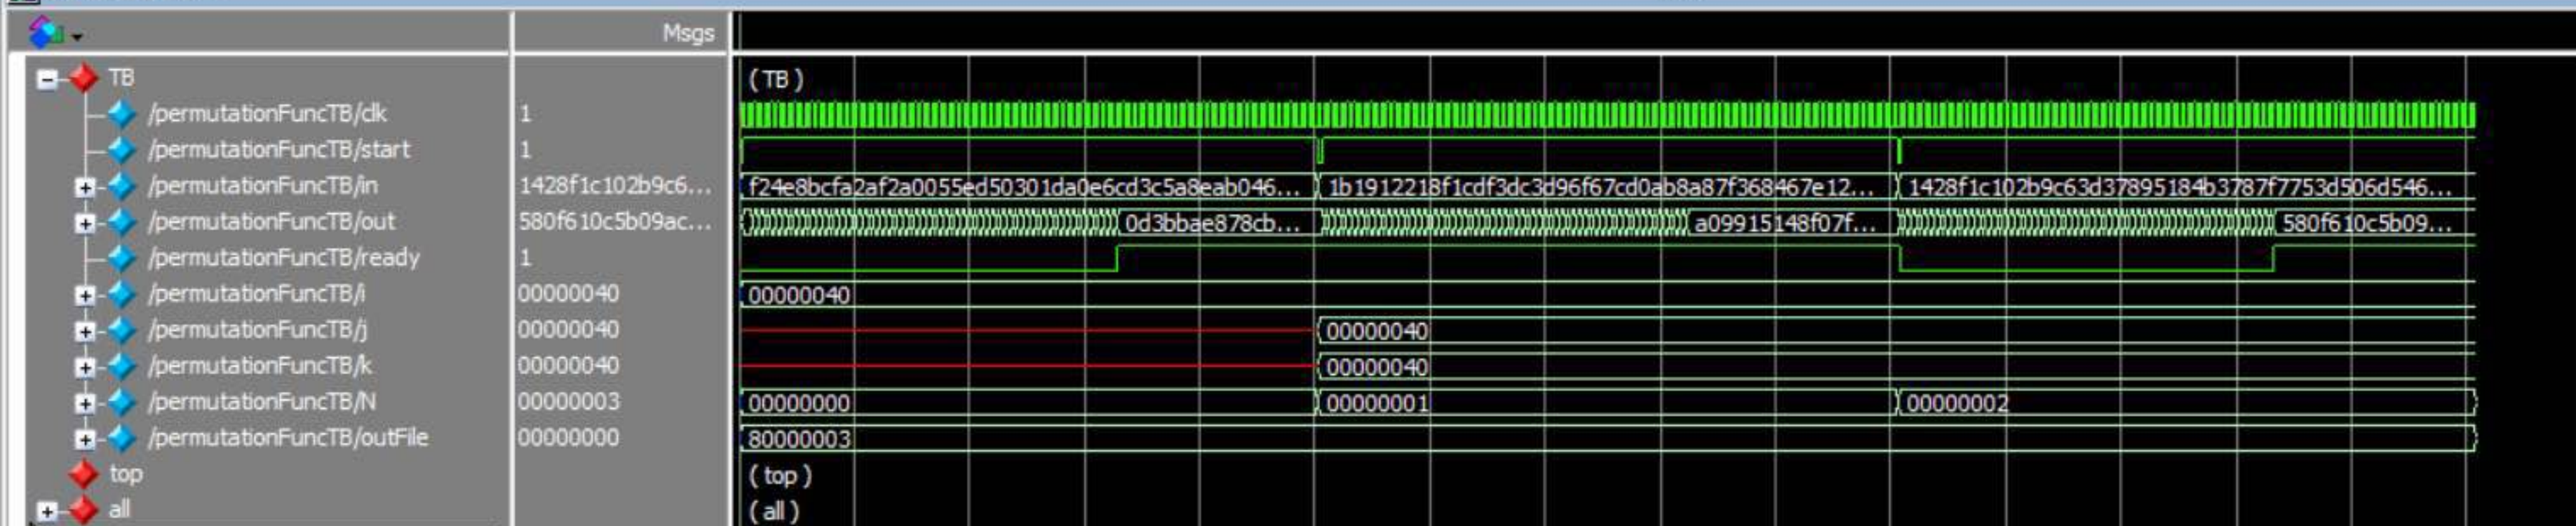 Msgs
TB (TB)
/permutationFuncTB/clk 1
/permutationFuncTB/start 1
/permutationFuncTB/in 1428f1c102b9c6... f24e8bcfa2af2a0055ed50301da0e6cd3c5a8eab046... 1b1912218f1cdf3dc3d96f67cd0ab8a87f368467e12... 1428f1c102b9c63d37895184b3787f7753d506d546...
/permutationFuncTB/out 580f610c5b09ac... 0d3bbae878cb... a09915148f07f... 580f610c5b09...
/permutationFuncTB/ready 1
/permutationFuncTB/i 00000040 00000040
/permutationFuncTB/j 00000040 00000040
/permutationFuncTB/k 00000040 00000040
/permutationFuncTB/N 00000003 00000000 00000001 00000002
/permutationFuncTB/outFile 00000000 80000003
top (top)
all (all)